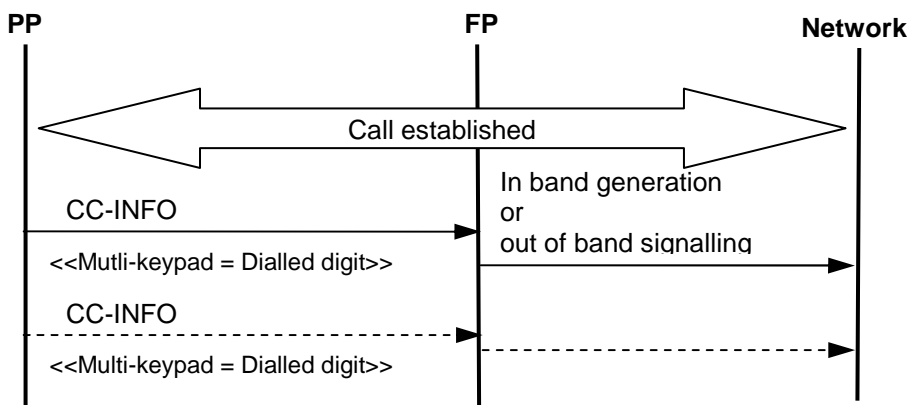 PP
FP
Network
Call established
In band generation
or
out of band signalling
CC-INFO
<<Mutli-keypad = Dialled digit>>
CC-INFO
<<Multi-keypad = Dialled digit>>